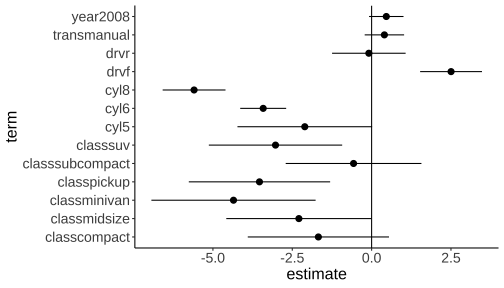 year2008
transmanual
drvr
drvf
cyl8
cyl6
cyl5
classsuv
classsubcompact
classpickup
classminivan
classmidsize
classcompact
term
-5.0 -2.5 0.0 2.5
estimate